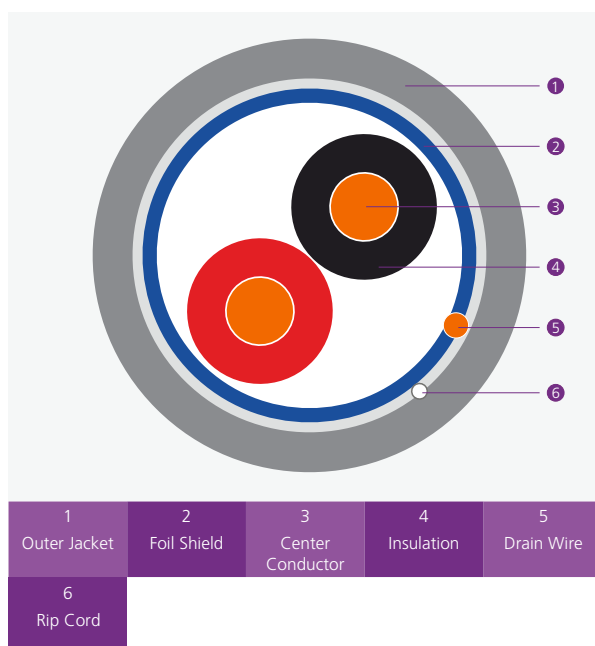 1
2
3
4
5
6
1
Outer Jacket
2
Foil Shield
3
Center
Conductor
4
Insulation
5
Drain Wire
6
Rip Cord